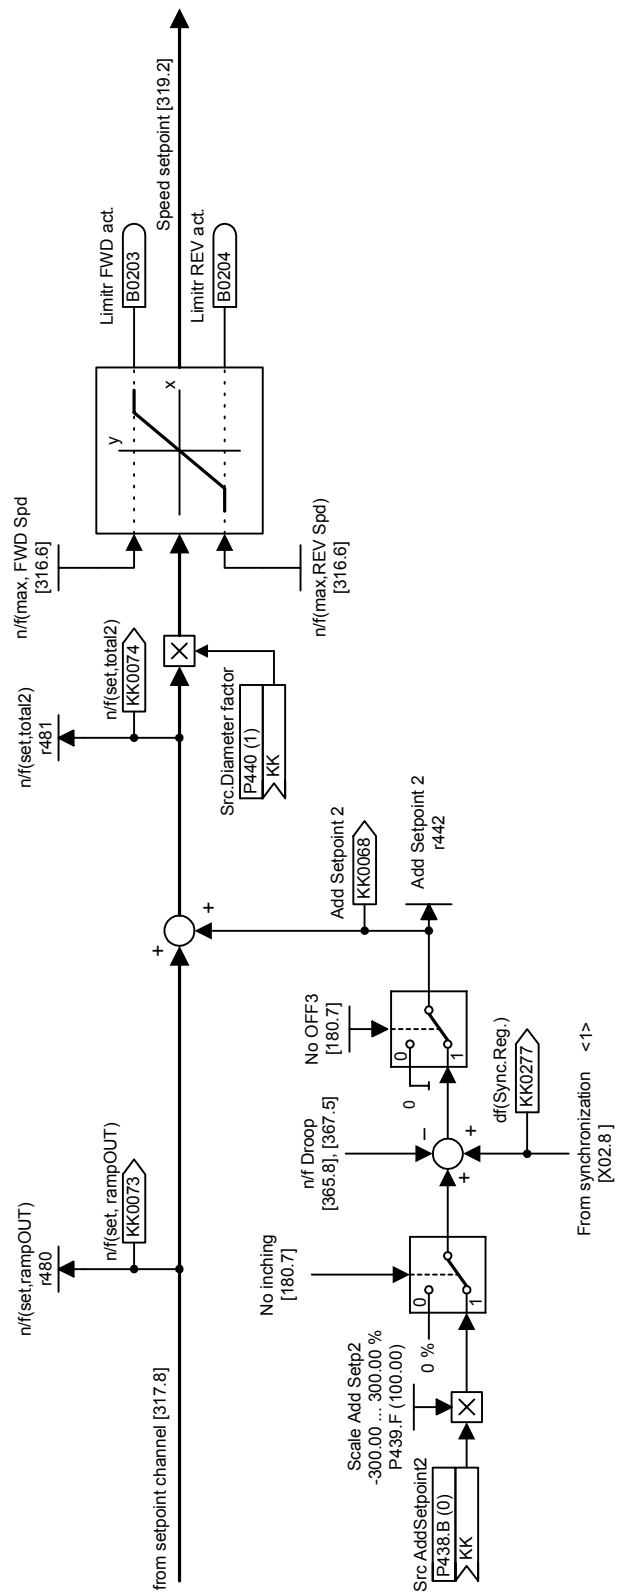 n/f(set,rampOUT)
r480
n/f(set, rampOUT)
KK0073
from setpoint channel [317.8]
+
+
n/f(set,total2)
r481
n/f(set,total2)
KK0074
Src.Diameter factor
P440 (1)
KK
n/f(max, FWD Spd
[316.6]
n/f(max,REV Spd)
[316.6]
y
x
Limitr FWD act.
B0203
Speed setpoint [319.2]
Limitr REV act.
B0204
Scale Add Setp2
-300.00 ... 300.00 %
P439.F (100.00)
Src AddSetpoint2
P438.B (0)
KK
0 %
No inching
[180.7]
0
1
n/f Droop
[365.8], [367.5]
–
+
+
df(Sync.Reg.)
KK0277
From synchronization <1>
[X02.8 ]
No OFF3
[180.7]
0
0
1
Add Setpoint 2
KK0068
Add Setpoint 2
r442